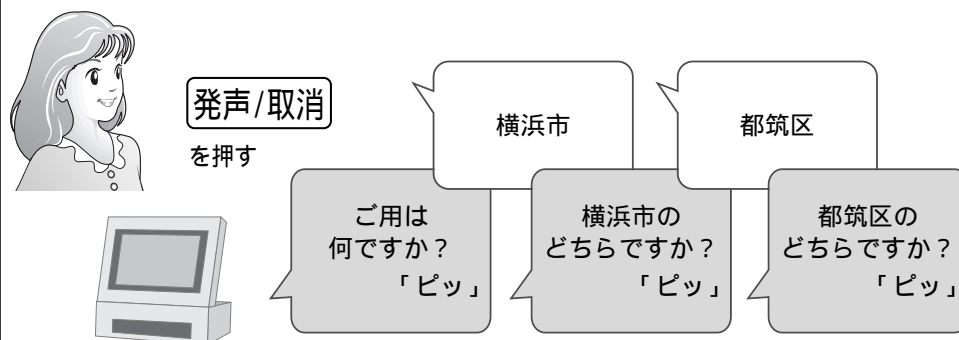 発声/取消
を押す
ご用は
何ですか？
「ピッ」
横浜市
横浜市の
どちらですか？
「ピッ」
都筑区
都筑区の
どちらですか？
「ピッ」